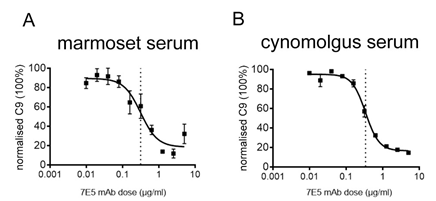 A
marmoset serum
normalised C9 (100%)
100
80
60
40
20
0
0.001 0.01 0.1 1 10
7E5 mAb dose (µg/ml)
B
cynomolgus serum
normalised C9 (100%)
100
80
60
40
20
0
0.001 0.01 0.1 1 10
7E5 mAb dose (µg/ml)